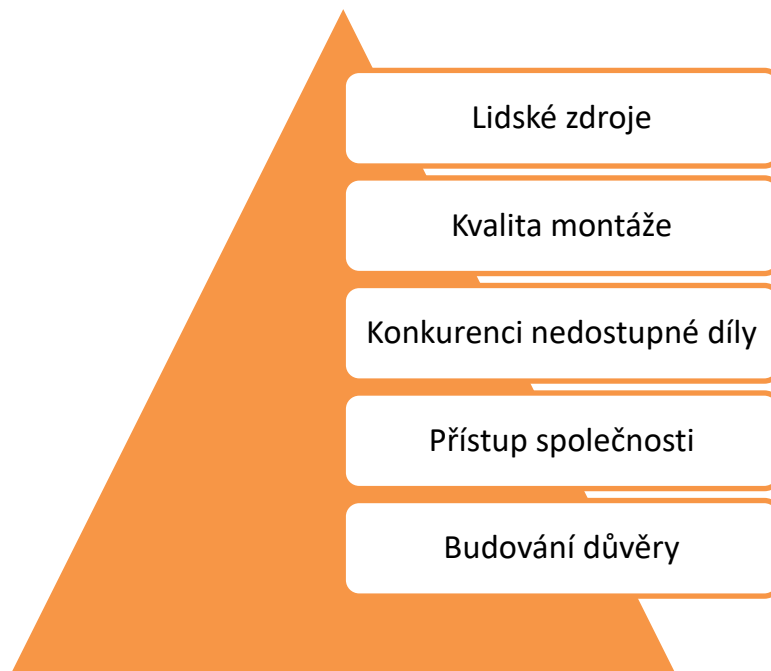 Lidské zdroje
Kvalita montáže
Konkurenci nedostupné díly
Přístup společnosti
Budování důvěry